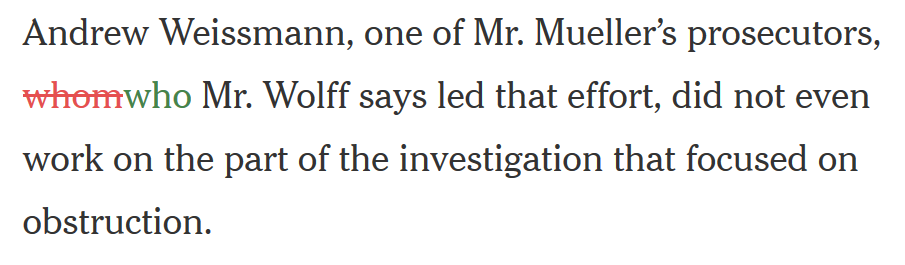 Andrew Weissmann, one of Mr. Mueller’s prosecutors,
whomwho Mr. Wolff says led that effort, did not even
work on the part of the investigation that focused on
obstruction.